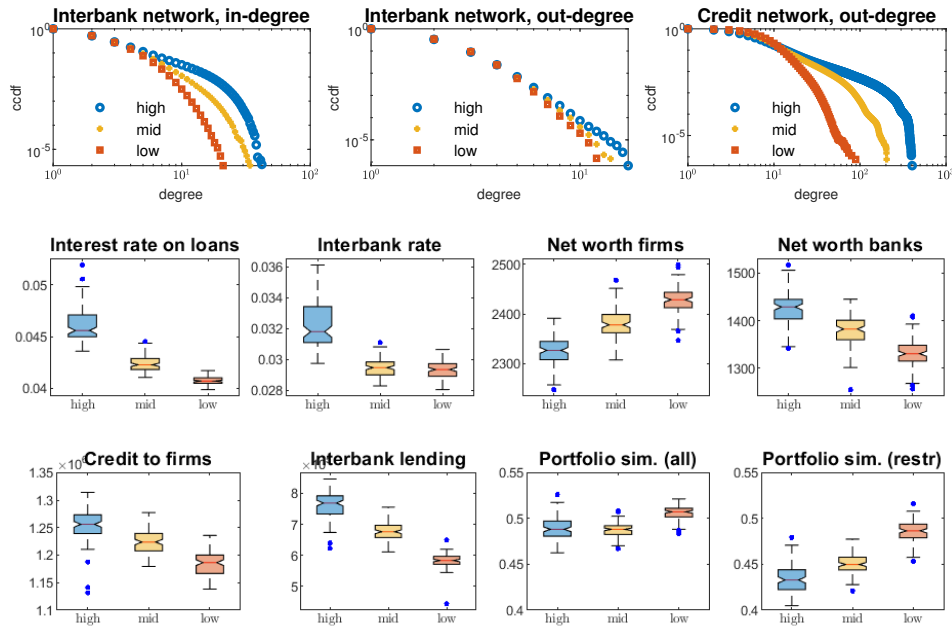 Interbank network, in-degree
Interbank network, out-degree
Credit network, out-degree
10^0
10^-5
ccdf
high
mid
low
10^0
10^1
10^2
degree
10^0
10^-5
ccdf
high
mid
low
10^0
10^1
degree
10^0
10^-5
ccdf
high
mid
low
10^0
10^1
10^2
10^3
degree
Interest rate on loans
0.05
0.045
0.04
high
mid
low
Interbank rate
0.036
0.034
0.032
0.03
0.028
high
mid
low
Net worth firms
2500
2400
2300
high
mid
low
Net worth banks
1500
1400
1300
high
mid
low
Credit to firms
1.35
1.3
1.25
1.2
1.15
1.1
high
mid
low
Interbank lending
8
7
6
5
high
mid
low
Portfolio sim. (all)
0.55
0.5
0.45
0.4
high
mid
low
Portfolio sim. (restr)
0.55
0.5
0.45
0.4
high
mid
low